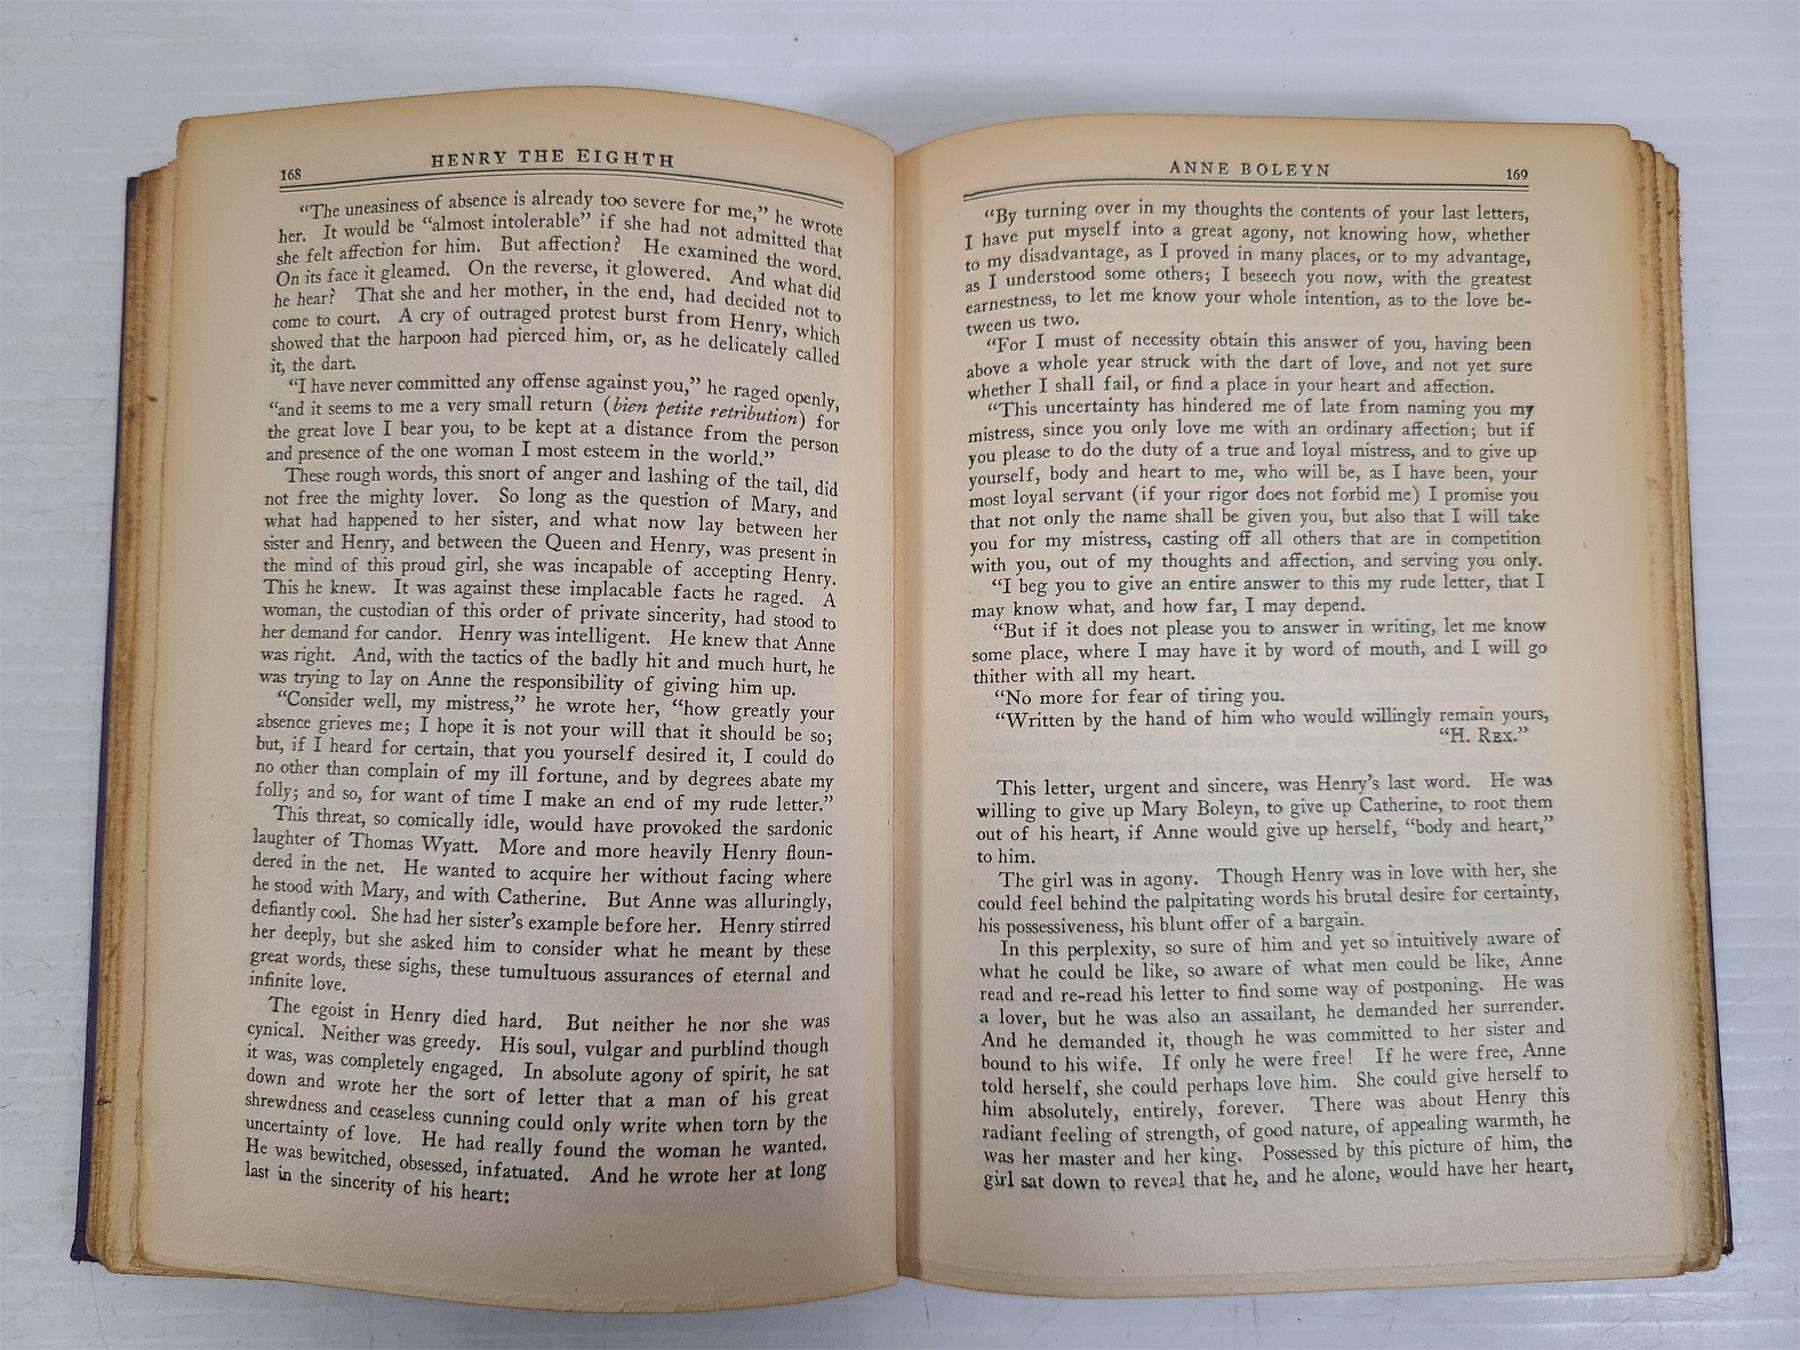 168
HENRY THE EIGHTH
“The uneasiness of absence is already too severe for me,” he wrote
her. It would be “almost intolerable” if she had not admitted that
she felt affection for him. But affection? He examined the word.
On its face it gleamed. On the reverse, it glowered. And what did
he hear? That she and her mother, in the end, had decided not to
come to court. A cry of outraged protest burst from Henry, which
showed that the harpoon had pierced him, or, as he delicately called
it, the dart.
“I have never committed any offense against you,” he raged openly,
“and it seems to me a very small return (bien petite retribution) for
the great love I bear you, to be kept at a distance from the person
and presence of the one woman I most esteem in the world.”
These rough words, this snort of anger and lashing of the tail, did
not free the mighty lover. So long as the question of Mary, and
what had happened to her sister, and what now lay between her
sister and Henry, and between the Queen and Henry, was present in
the mind of this proud girl, she was incapable of accepting Henry.
This he knew. It was against these implacable facts he raged. A
woman, the custodian of this order of private sincerity, had stood to
her demand for candor. Henry was intelligent. He knew that Anne
was right. And, with the tactics of the badly hit and much hurt, he
was trying to lay on Anne the responsibility of giving him up.
“Consider well, my mistress,” he wrote her, “how greatly your
absence grieves me; I hope it is not your will that it should be so;
but, if I heard for certain, that you yourself desired it, I could do
no other than complain of my ill fortune, and by degrees abate my
folly; and so, for want of time I make an end of my rude letter.”
This threat, so comically idle, would have provoked the sardonic
laughter of Thomas Wyatt. More and more heavily Henry floun-
dered in the net. He wanted to acquire her without facing where
he stood with Mary, and with Catherine. But Anne was alluringly,
defiantly cool. She had her sister's example before her. Henry stirred
her deeply, but she asked him to consider what he meant by these
great words, these sighs, these tumultuous assurances of eternal and
infinite love.
The egoist in Henry died hard. But neither he nor she was
cynical. Neither was greedy. His soul, vulgar and purblind though
it was, was completely engaged. In absolute agony of spirit, he sat
down and wrote her the sort of letter that a man of his great
shrewdness and ceaseless cunning could only write when torn by the
uncertainty of love. He had really found the woman he wanted.
He was bewitched, obsessed, infatuated. And he wrote her at long
last in the sincerity of his heart:
ANNE BOLEYN
169
“By turning over in my thoughts the contents of your last letters,
I have put myself into a great agony, not knowing how, whether
to my disadvantage, as I proved in many places, or to my advantage,
as I understood some others; I beseech you now, with the greatest
earnestness, to let me know your whole intention, as to the love be-
tween us two.
“For I must of necessity obtain this answer of you, having been
above a whole year struck with the dart of love, and not yet sure
whether I shall fail, or find a place in your heart and affection.
“This uncertainty has hindered me of late from naming you my
mistress, since you only love me with an ordinary affection; but if
you please to do the duty of a true and loyal mistress, and to give up
yourself, body and heart to me, who will be, as I have been, your
most loyal servant (if your rigor does not forbid me) I promise you
that not only the name shall be given you, but also that I will take
you for my mistress, casting off all others that are in competition
with you, out of my thoughts and affection, and serving you only.
“I beg you to give an entire answer to this my rude letter, that I
may know what, and how far, I may depend.
“But if it does not please you to answer in writing, let me know
some place, where I may have it by word of mouth, and I will go
thither with all my heart.
“No more for fear of tiring you.
“Written by the hand of him who would willingly remain yours,
“H. REX.”
This letter, urgent and sincere, was Henry's last word. He was
willing to give up Mary Boleyn, to give up Catherine, to root them
out of his heart, if Anne would give up herself, “body and heart,”
to him.
The girl was in agony. Though Henry was in love with her, she
could feel behind the palpitating words his brutal desire for certainty,
his possessiveness, his blunt offer of a bargain.
In this perplexity, so sure of him and yet so intuitively aware of
what he could be like, so aware of what men could be like, Anne
read and re-read his letter to find some way of postponing. He was
a lover, but he was also an assailant, he demanded her surrender.
And he demanded it, though he was committed to her sister and
bound to his wife. If only he were free! If he were free, Anne
told herself, she could perhaps love him. She could give herself to
him absolutely, entirely, forever. There was about Henry this
radiant feeling of strength, of good nature, of appealing warmth, he
was her master and her king. Possessed by this picture of him, the
girl sat down to reveal that he, and he alone, would have her heart,